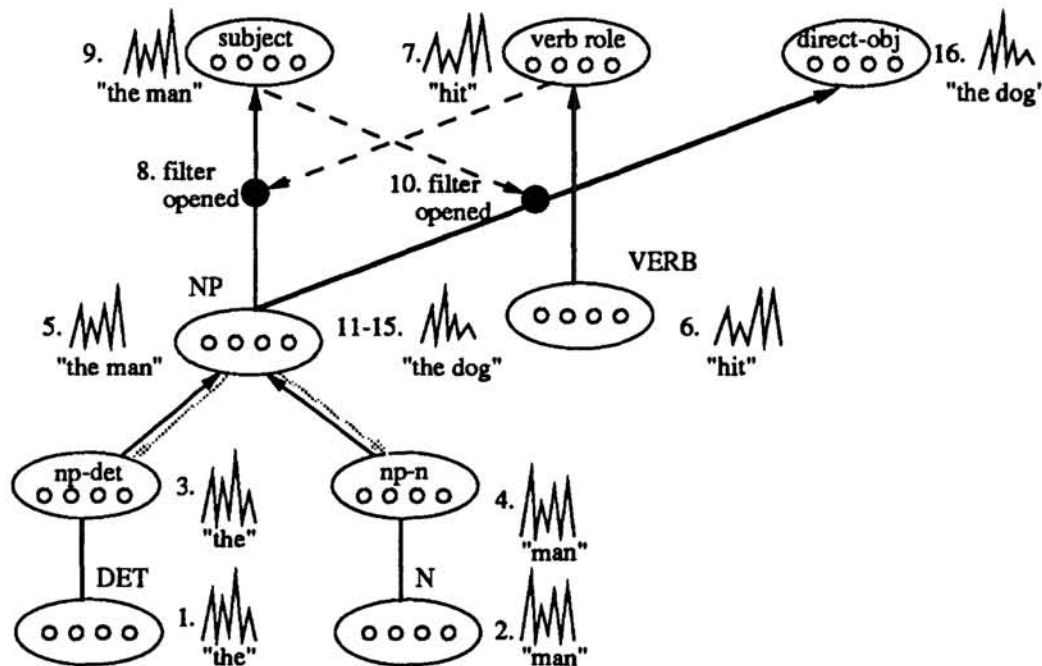 9.
subject
"the man"
7.
verb role
"hit"
direct-obj
16.
"the dog'
8. filter
opened
10. filter
opened
NP
VERB
5.
"the man"
11-15.
"the dog"
6.
"hit"
np-det
3.
"the"
np-n
4.
"man"
DET
1.
"the"
N
2.
"man"